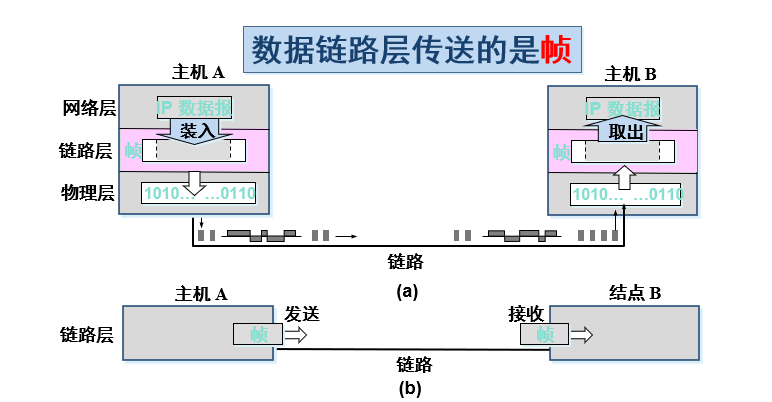 数据链路层传送的是帧
主机 A
主机 B
网络层
IP 数据报
IP 数据报
装入
取出
链路层
帧
帧
物理层
1010… …0110
1010… …0110
链路
(a)
主机 A
结点 B
发送
接收
链路层
帧
帧
链路
(b)